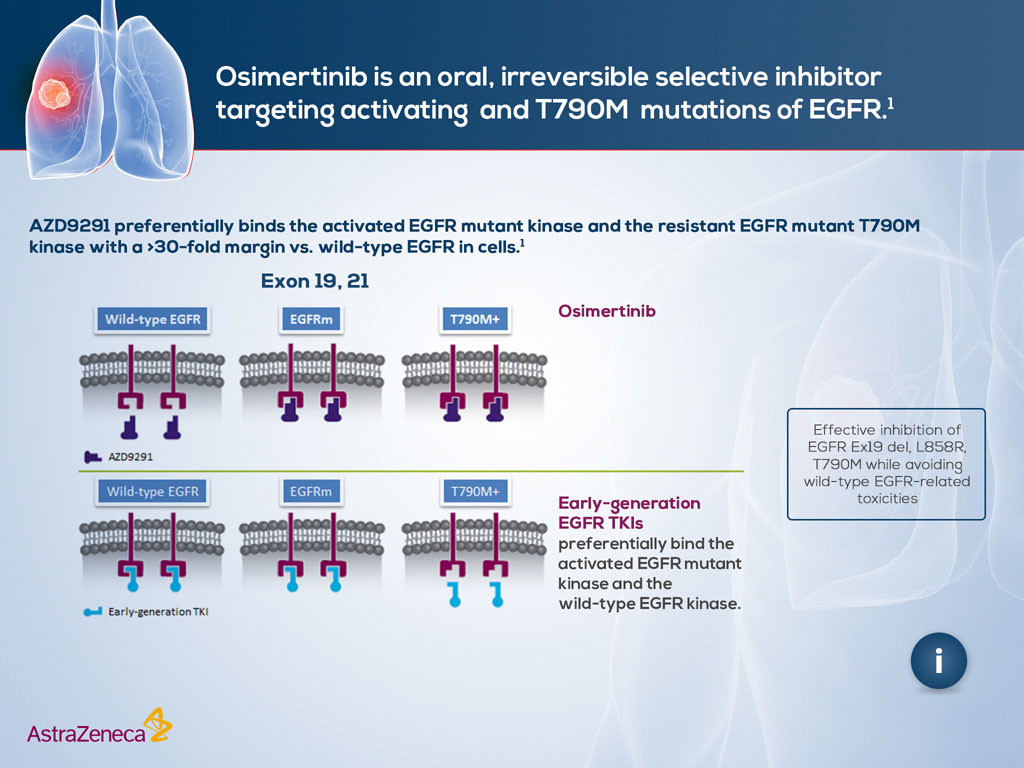 Osimertinib is an oral, irreversible selective inhibitor
targeting activating and T790M mutations of EGFR.1
AZD9291 preferentially binds the activated EGFR mutant kinase and the resistant EGFR mutant T790M
kinase with a >30-fold margin vs. wild-type EGFR in cells.1
Exon 19, 21
Wild-type EGFR
EGFRm
T790M+
Osimertinib
AZD9291
Wild-type EGFR
EGFRm
T790M+
Early-generation
EGFR TKIs
preferentially bind the
activated EGFR mutant
kinase and the
wild-type EGFR kinase.
Early-generation TKI
Effective inhibition of
EGFR Ex19 del, L858R,
T790M while avoiding
wild-type EGFR-related
toxicities
i
AstraZeneca